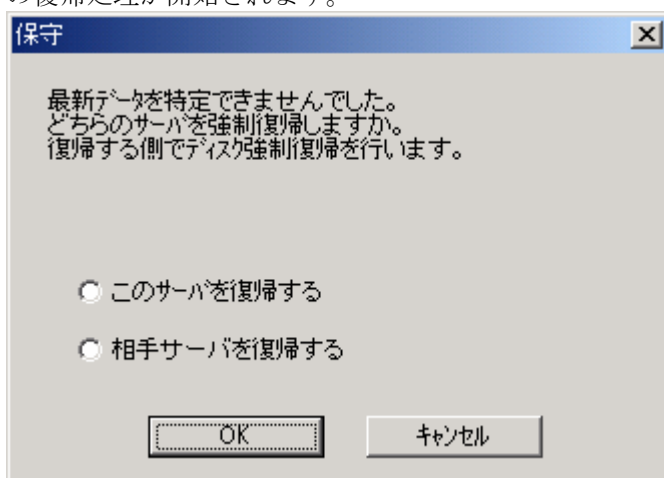 の復帰処理が開始されます。
保守
最新ﾃﾞｰﾀを特定できませんでした。
どちらのｻｰﾊﾞを強制復帰しますか。
復帰する側でﾃﾞｨｽｸ強制復帰を行います。
このｻｰﾊﾞを復帰する
相手サーバを復帰する
OK
ｷｬﾝｾﾙ